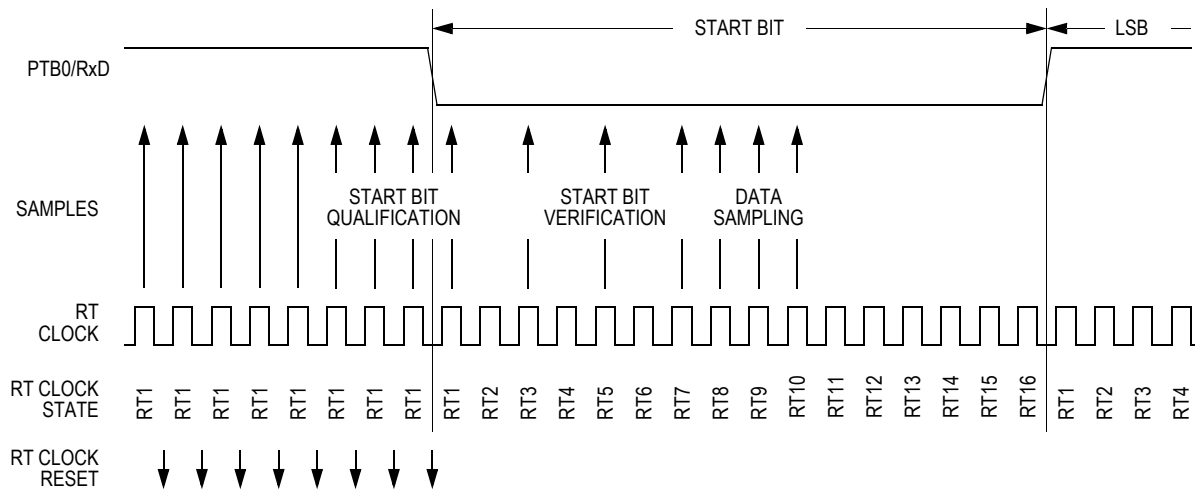 START BIT
LSB
PTB0/RxD
SAMPLES
START BIT
QUALIFICATION
START BIT
VERIFICATION
DATA
SAMPLING
RT
CLOCK
RT CLOCK
STATE
RT1 RT1 RT1 RT1 RT1 RT1 RT1 RT1 RT1 RT2 RT3 RT4 RT5 RT6 RT7 RT8 RT9 RT10 RT11 RT12 RT13 RT14 RT15 RT16 RT1 RT2 RT3 RT4
RT CLOCK
RESET